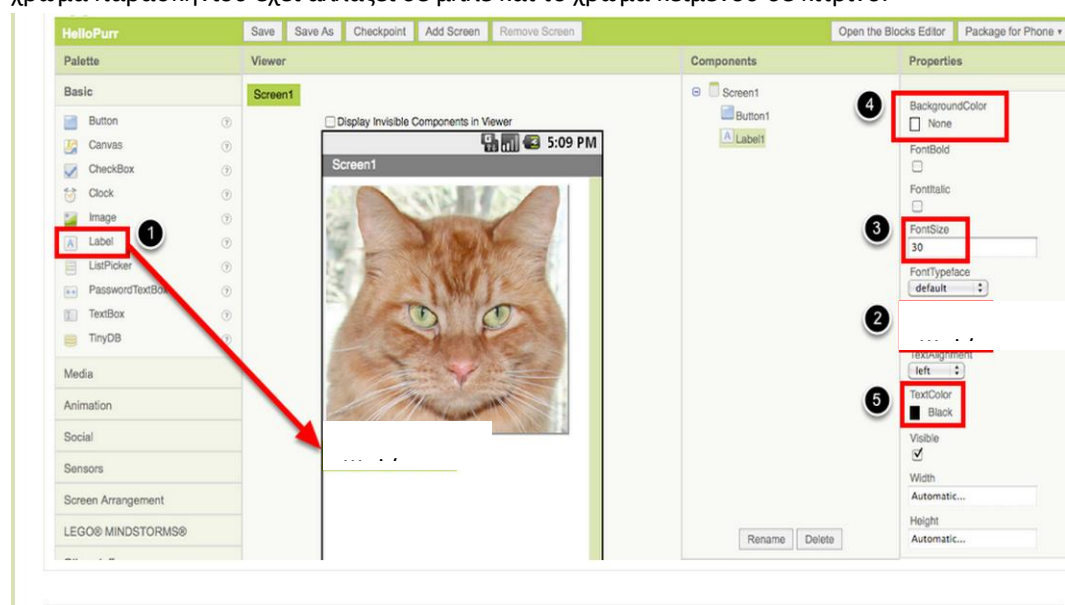 HelloPurr Save Save As Checkpoint Add Screen Remove Screen Open the Blocks Editor Package for Phone
Palette Viewer Components Properties
Basic
Button
Canvas
CheckBox
Clock
Image
Label
ListPicker
PasswordTextBox
TextBox
TinyDB
Media
Animation
Social
Sensors
Screen Arrangement
LEGO® MINDSTORMS®
1
Screen1
Display Invisible Components in Viewer
5:09 PM
Screen1
Screen1
Button1
Label1
Rename Delete
4
BackgroundColor
None
FontBold
FontItalic
3
FontSize
30
FontTypeface
default
2
TextAlignment
left
5
TextColor
Black
Visible
Width
Automatic...
Height
Automatic...